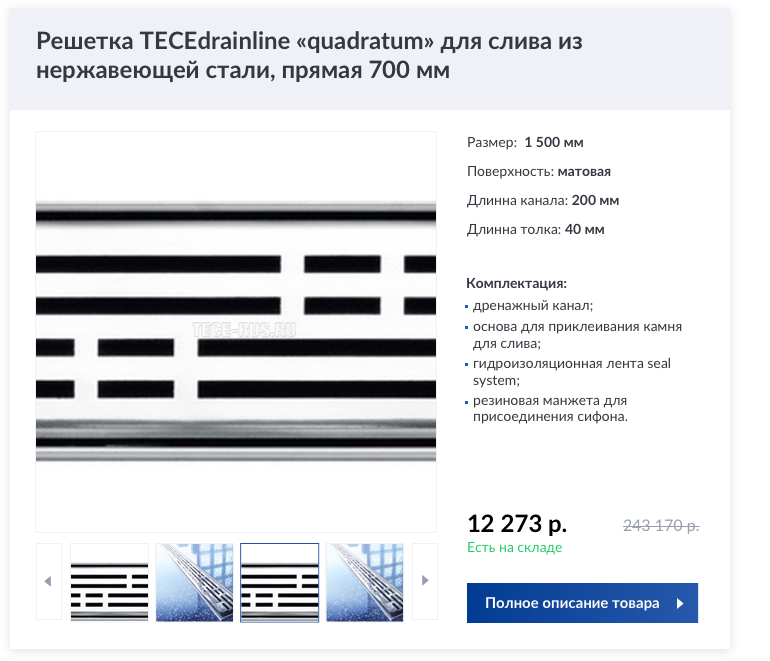 Решетка TECEdrainline «quadratum» для слива из
нержавеющей стали, прямая 700 мм
Размер: 1 500 мм
Поверхность: матовая
Длинна канала: 200 мм
Длинна толка: 40 мм
Комплектация:
дренажный канал;
основа для приклеивания камня
для слива;
гидроизоляционная лента seal
system;
резиновая манжета для
присоединения сифона.
TECE-RUS.RU
12 273 р.
243 170 р.
Есть на складе
Полное описание товара